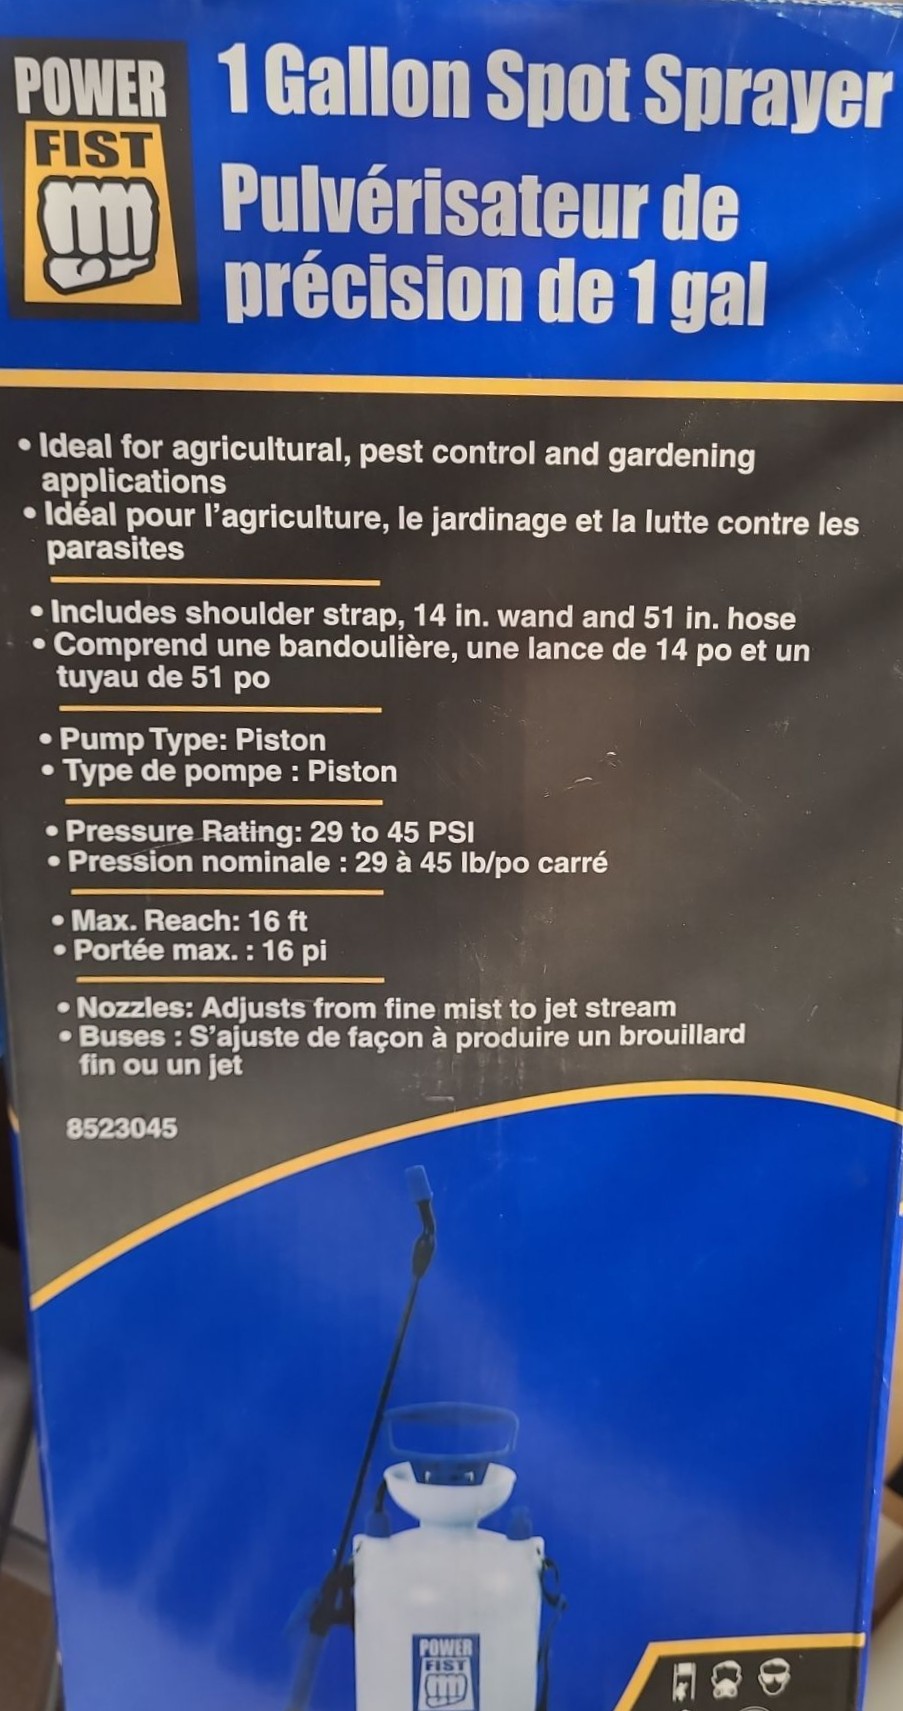 POWER
FIST
1 Gallon Spot Sprayer
Pulvérisateur de
précision de 1 gal
• Ideal for agricultural, pest control and gardening
applications
• Idéal pour l'agriculture, le jardinage et la lutte contre les
parasites
• Includes shoulder strap, 14 in. wand and 51 in. hose
• Comprend une bandoulière, une lance de 14 po et un
tuyau de 51 po
• Pump Type: Piston
• Type de pompe : Piston
• Pressure Rating: 29 to 45 PSI
• Pression nominale : 29 à 45 lb/po carré
• Max. Reach: 16 ft
• Portée max. : 16 pi
• Nozzles: Adjusts from fine mist to jet stream
• Buses : S'ajuste de façon à produire un brouillard
fin ou un jet
8523045
POWER
FIST